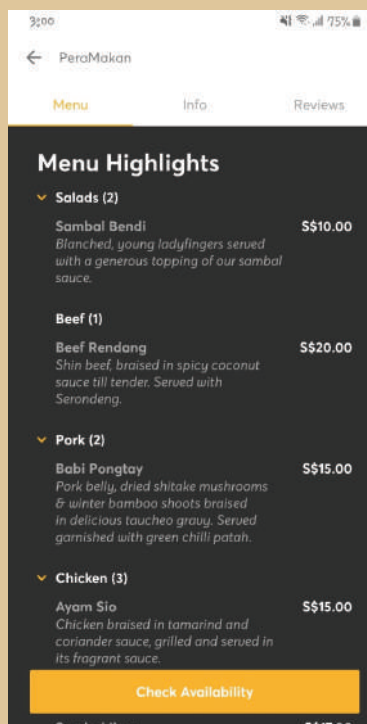 3:00 75%
PeraMakan
Menu Info Reviews
Menu Highlights
Salads (2)
Sambal Bendi S$10.00
Blanched, young ladyfingers served
with a generous topping of our sambal
sauce.
Beef (1)
Beef Rendang S$20.00
Shin beef, braised in spicy coconut
sauce till tender. Served with
Serondeng.
Pork (2)
Babi Pongtay S$15.00
Pork belly, dried shitake mushrooms
& winter bamboo shoots braised
in delicious taucheo gravy. Served
garnished with green chilli patah.
Chicken (3)
Ayam Sio S$15.00
Chicken braised in tamarind and
coriander sauce, grilled and served in
its fragrant sauce.
Check Availability